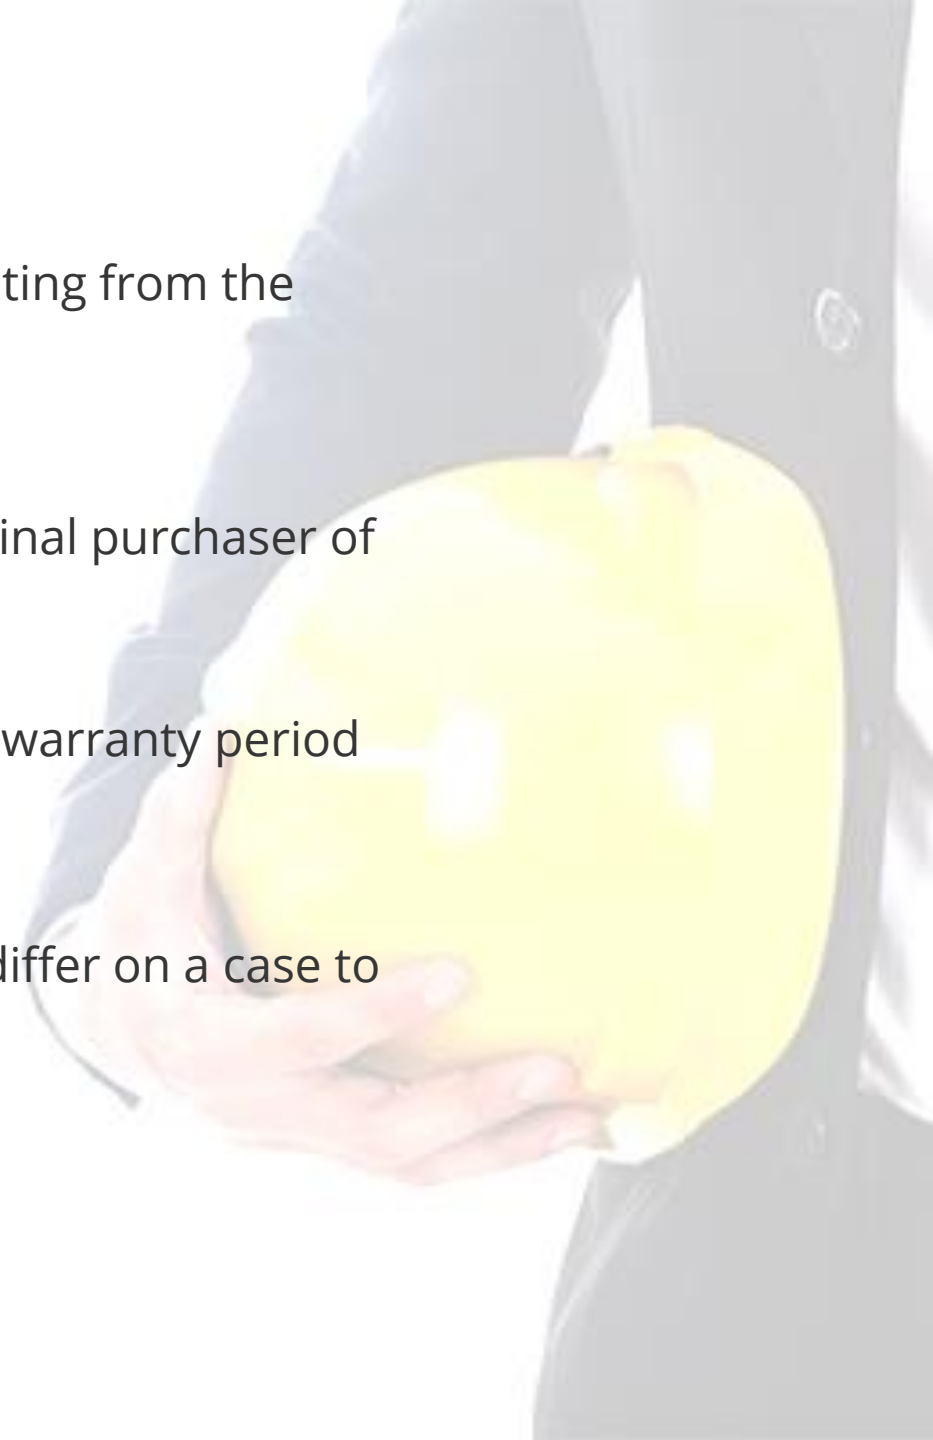 ting from the
inal purchaser of
warranty period
differ on a case to